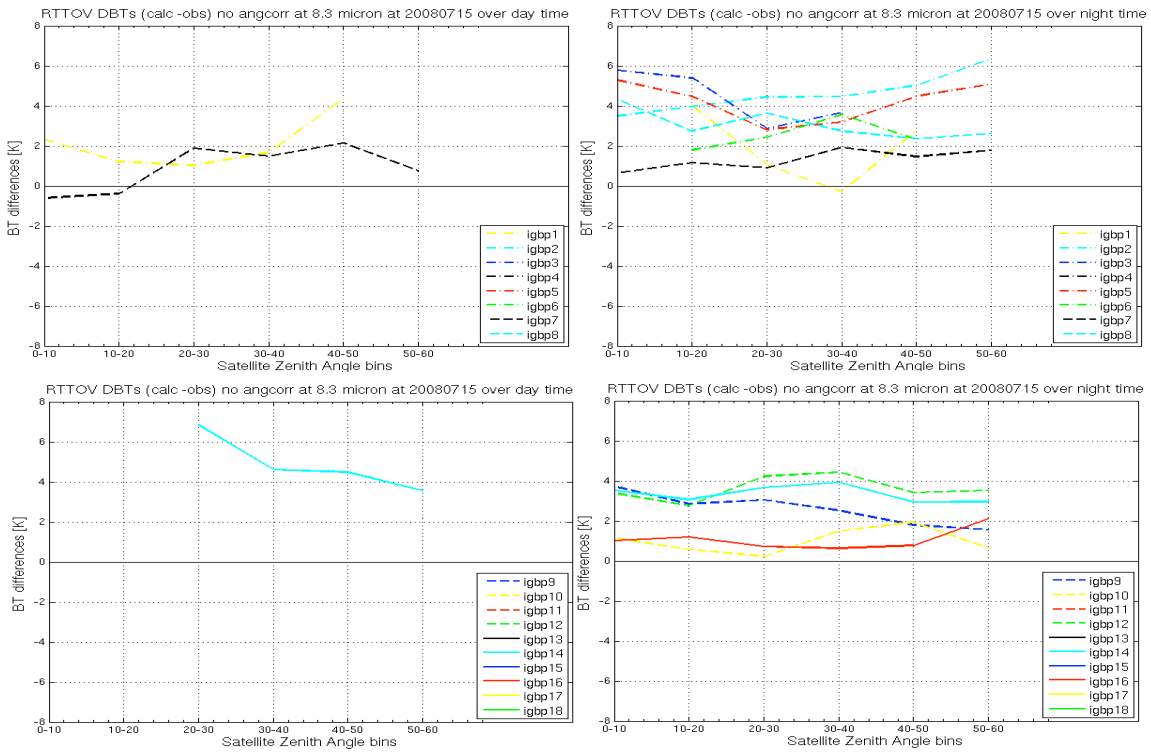 RTTOV DBTs (calc -obs) no angcorr at 8.3 micron at 20080715 over day time
8
6
4
2
0
-2
-4
-6
-8
BT differences [K]
0-10 10-20 20-30 30-40 40-50 50-60
Satellite Zenith Angle bins
igbp1
igbp2
igbp3
igbp4
igbp5
igbp6
igbp7
igbp8
RTTOV DBTs (calc -obs) no angcorr at 8.3 micron at 20080715 over night time
8
6
4
2
0
-2
-4
-6
-8
BT differences [K]
0-10 10-20 20-30 30-40 40-50 50-60
Satellite Zenith Angle bins
igbp1
igbp2
igbp3
igbp4
igbp5
igbp6
igbp7
igbp8
RTTOV DBTs (calc -obs) no angcorr at 8.3 micron at 20080715 over day time
8
6
4
2
0
-2
-4
-6
-8
BT differences [K]
0-10 10-20 20-30 30-40 40-50 50-60
Satellite Zenith Angle bins
igbp9
igbp10
igbp11
igbp12
igbp13
igbp14
igbp15
igbp16
igbp17
igbp18
RTTOV DBTs (calc -obs) no angcorr at 8.3 micron at 20080715 over night time
8
6
4
2
0
-2
-4
-6
-8
BT differences [K]
0-10 10-20 20-30 30-40 40-50 50-60
Satellite Zenith Angle bins
igbp9
igbp10
igbp11
igbp12
igbp13
igbp14
igbp15
igbp16
igbp17
igbp18